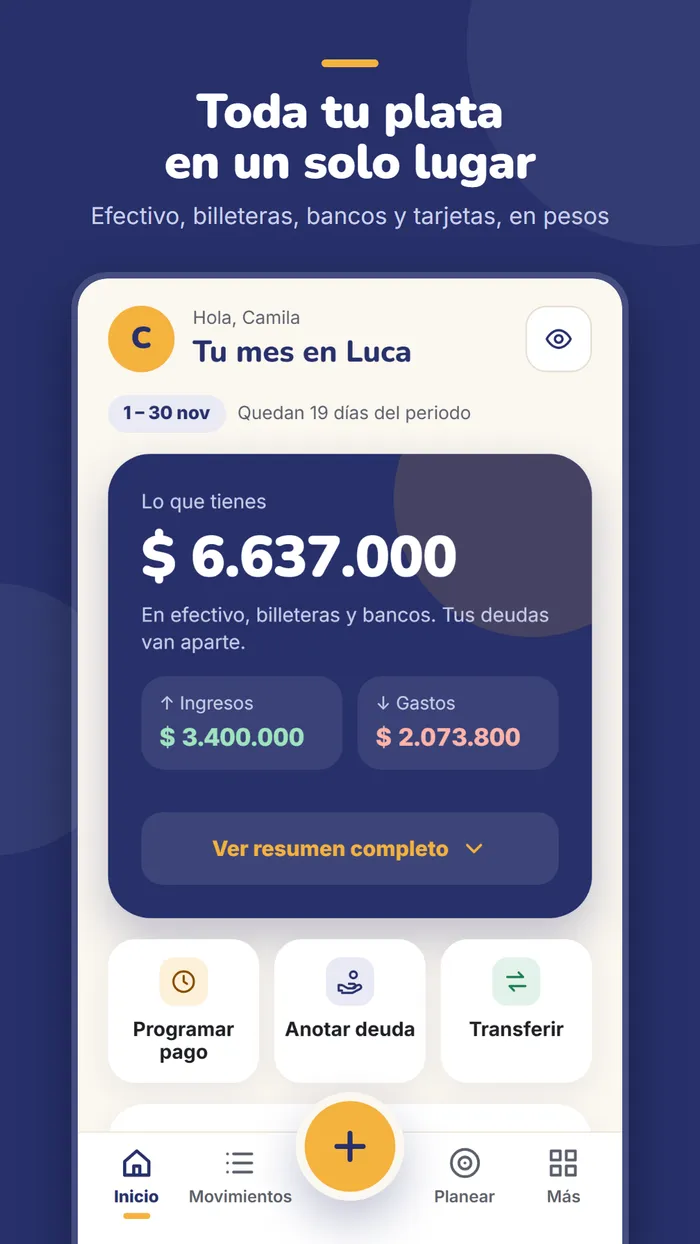 Toda tu plata
en un solo lugar
Efectivo, billeteras, bancos y tarjetas, en pesos
C
Hola, Camila
Tu mes en Luca
1–30 nov
Quedan 19 días del periodo
Lo que tienes
$ 6.637.000
En efectivo, billeteras y bancos. Tus deudas
van aparte.
↑ Ingresos
$ 3.400.000
↓ Gastos
$ 2.073.800
Ver resumen completo
Programar
pago
Anotar deuda
Transferir
Inicio
Movimientos
Planear
Más